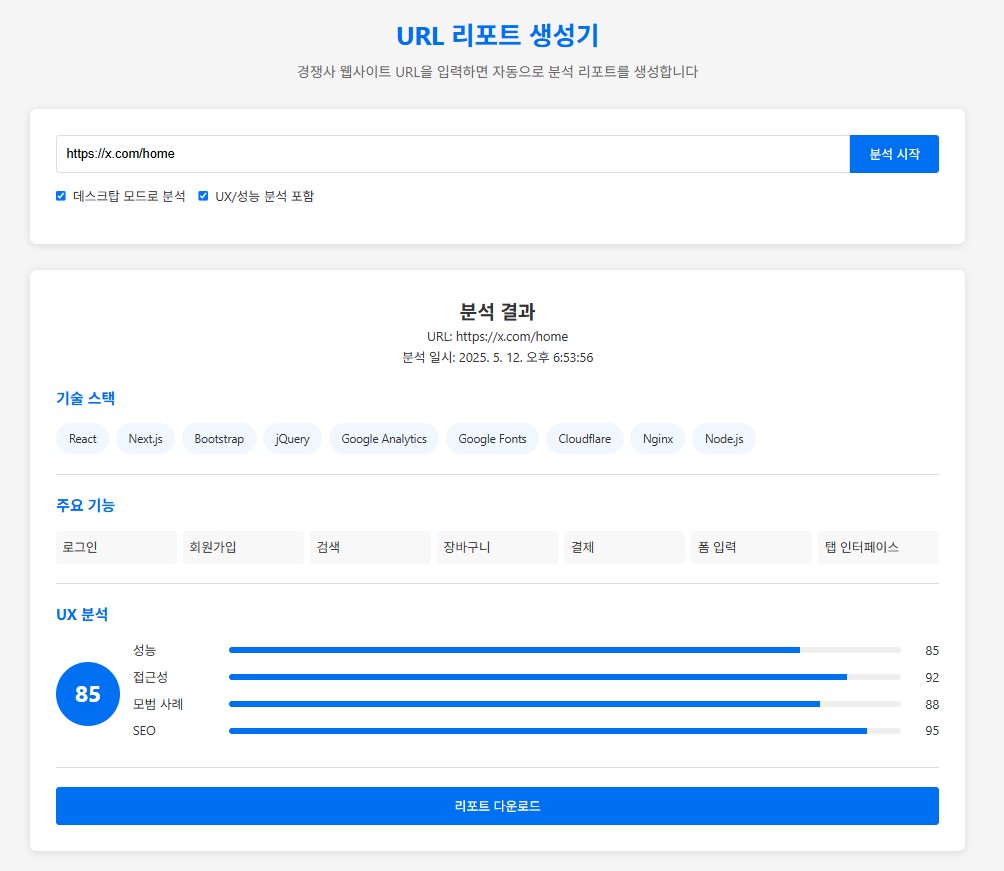 URL 리포트 생성기
경쟁사 웹사이트 URL을 입력하면 자동으로 분석 리포트를 생성합니다
https://x.com/home 분석 시작
데스크탑 모드로 분석 UX/성능 분석 포함
분석 결과
URL: https://x.com/home
분석 일시: 2025. 5. 12. 오후 6:53:56
기술 스택
React Next.js Bootstrap jQuery Google Analytics Google Fonts Cloudflare Nginx Node.js
주요 기능
로그인 회원가입 검색 장바구니 결제 폼 입력 탭 인터페이스
UX 분석
85
성능 85
접근성 92
모범 사례 88
SEO 95
리포트 다운로드